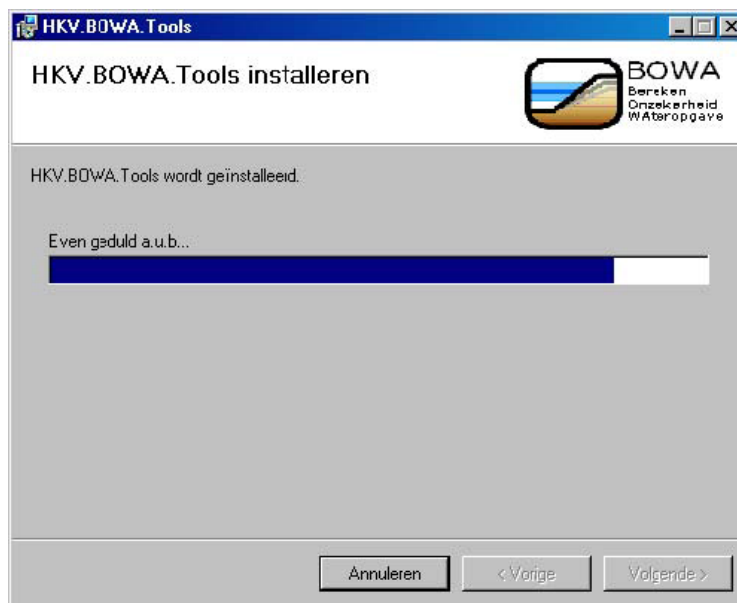 HKV.BOWA.Tools
HKV.BOWA.Tools installeren
BOWA
Bereken
Onzekerheid
WAteropgave
HKV.BOWA.Tools wordt geïnstalleerd.
Even geduld a.u.b...
Annuleren
< Vorige
Volgende >